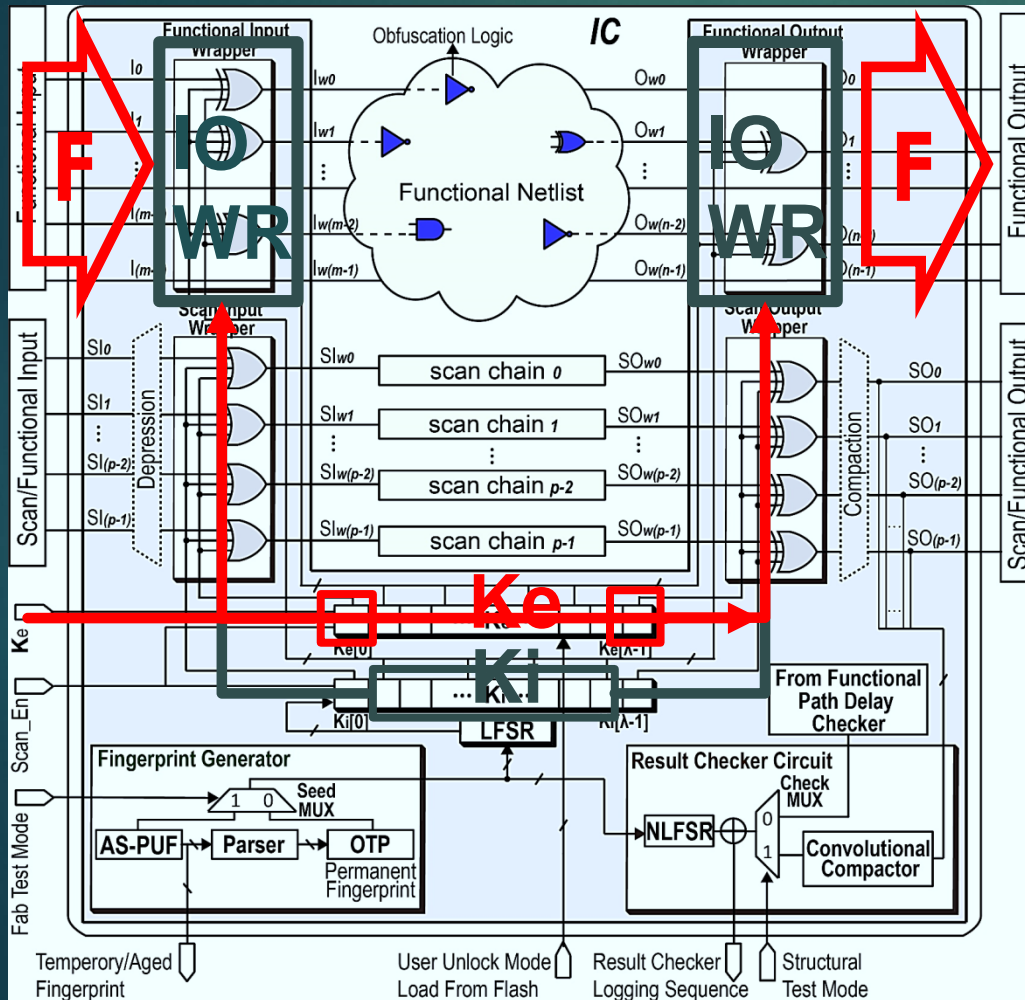 Functional Input
Wrapper
Obfuscation Logic
IC
Functional Output
Wrapper
Functional Input
F
I0
I1
⋮
I(m-
I(m-
IO
WR
Iw0
Iw1
⋮
Iw(m-2)
Iw(m-1)
Functional Netlist
Ow0
Ow1
⋮
Ow(n-2)
Ow(n-1)
IO
WR
O0
O1
⋮
O(n-
O(n-1)
F
Functional Output
Scan Input
Wrapper
Scan Output
Wrapper
Scan/Functional Input
SI0
SI1
⋮
SI(p-2)
SI(p-1)
Depression
SIw0
SIw1
⋮
SIw(p-2)
SIw(p-1)
scan chain 0
scan chain 1
⋮
scan chain p-2
scan chain p-1
SOw0
SOw1
⋮
SOw(p-2)
SOw(p-1)
Compaction
SO0
SO1
⋮
SO(p-2)
SO(p-1)
Scan/Functional Output
Ke
Ke
Ke[0]
Ke[λ-1]
Ki
··· Ki ···
Ki[0]
Ki[λ-1]
LFSR
Scan_En
Fab Test Mode
From Functional
Path Delay
Checker
Fingerprint Generator
1 0
Seed
MUX
AS-PUF
Parser
OTP
Permanent
Fingerprint
Result Checker Circuit
Check
MUX
0
1
NLFSR
Convolutional
Compactor
Temperory/Aged
Fingerprint
User Unlock Mode
Load From Flash
Result Checker
Logging Sequence
Structural
Test Mode